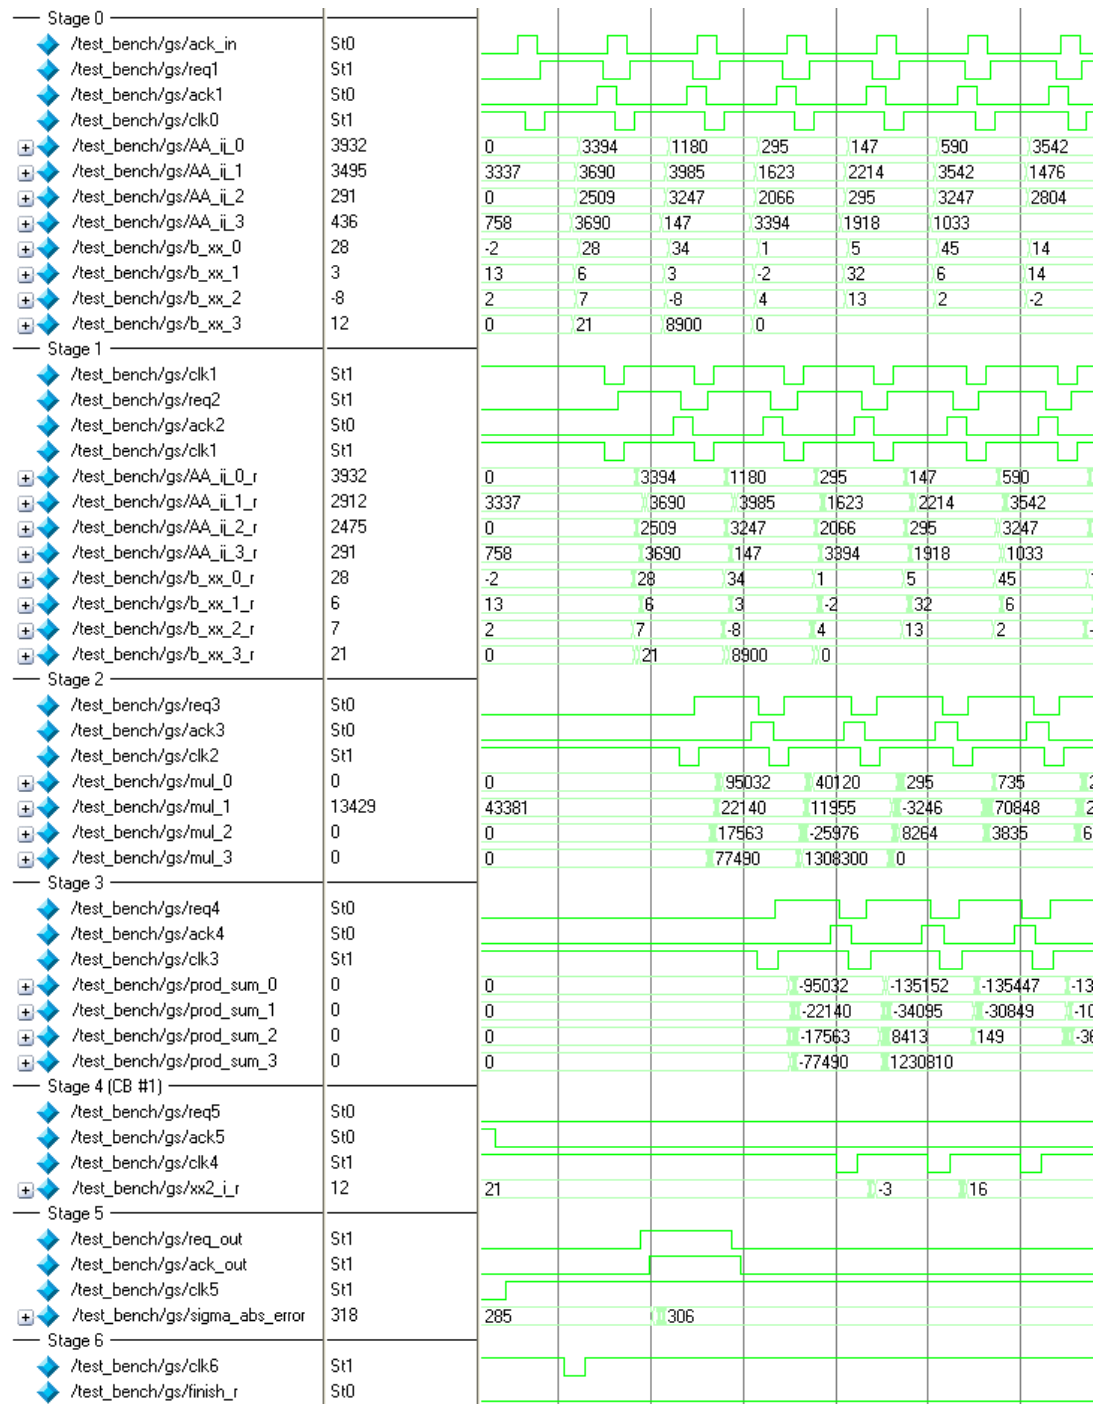 Stage 0
/test_bench/gs/ack_in St0
/test_bench/gs/req1 St1
/test_bench/gs/ack1 St0
/test_bench/gs/clk0 St1
/test_bench/gs/AA_ij_0 3932 0 3394 1180 295 147 590 3542
/test_bench/gs/AA_ij_1 3495 3337 3690 3985 1623 2214 3542 1476
/test_bench/gs/AA_ij_2 291 0 2509 3247 2066 295 3247 2804
/test_bench/gs/AA_ij_3 436 758 3690 147 3394 1918 1033
/test_bench/gs/b_xx_0 28 -2 28 34 1 5 45 14
/test_bench/gs/b_xx_1 3 13 6 3 -2 32 6 14
/test_bench/gs/b_xx_2 -8 2 7 -8 4 13 2 -2
/test_bench/gs/b_xx_3 12 0 21 8900 0
Stage 1
/test_bench/gs/clk1 St1
/test_bench/gs/req2 St1
/test_bench/gs/ack2 St0
/test_bench/gs/clk1 St1
/test_bench/gs/AA_ij_0_r 3932 0 3394 1180 295 147 590
/test_bench/gs/AA_ij_1_r 2912 3337 3690 3985 1623 2214 3542
/test_bench/gs/AA_ij_2_r 2475 0 2509 3247 2066 295 3247
/test_bench/gs/AA_ij_3_r 291 758 3690 147 3394 1918 1033
/test_bench/gs/b_xx_0_r 28 -2 28 34 1 5 45
/test_bench/gs/b_xx_1_r 6 13 6 3 -2 32 6
/test_bench/gs/b_xx_2_r 7 2 7 -8 4 13 2 -
/test_bench/gs/b_xx_3_r 21 0 21 8900 0
Stage 2
/test_bench/gs/req3 St0
/test_bench/gs/ack3 St0
/test_bench/gs/clk2 St1
/test_bench/gs/mul_0 0 0 95032 40120 295 735 2
/test_bench/gs/mul_1 13429 43381 22140 11955 -3246 70848 2
/test_bench/gs/mul_2 0 0 17563 -25976 8264 3835 6
/test_bench/gs/mul_3 0 0 77490 1308300 0
Stage 3
/test_bench/gs/req4 St0
/test_bench/gs/ack4 St0
/test_bench/gs/clk3 St1
/test_bench/gs/prod_sum_0 0 0 -95032 -135152 -135447 -13
/test_bench/gs/prod_sum_1 0 0 -22140 -34095 -30849 -10
/test_bench/gs/prod_sum_2 0 0 -17563 8413 149 -36
/test_bench/gs/prod_sum_3 0 0 -77490 1230810
Stage 4 (CB #1)
/test_bench/gs/req5 St0
/test_bench/gs/ack5 St0
/test_bench/gs/clk4 St1
/test_bench/gs/xx2_i_r 12 21 -3 16
Stage 5
/test_bench/gs/req_out St1
/test_bench/gs/ack_out St1
/test_bench/gs/clk5 St1
/test_bench/gs/sigma_abs_error 318 285 306
Stage 6
/test_bench/gs/clk6 St1
/test_bench/gs/finish_r St0